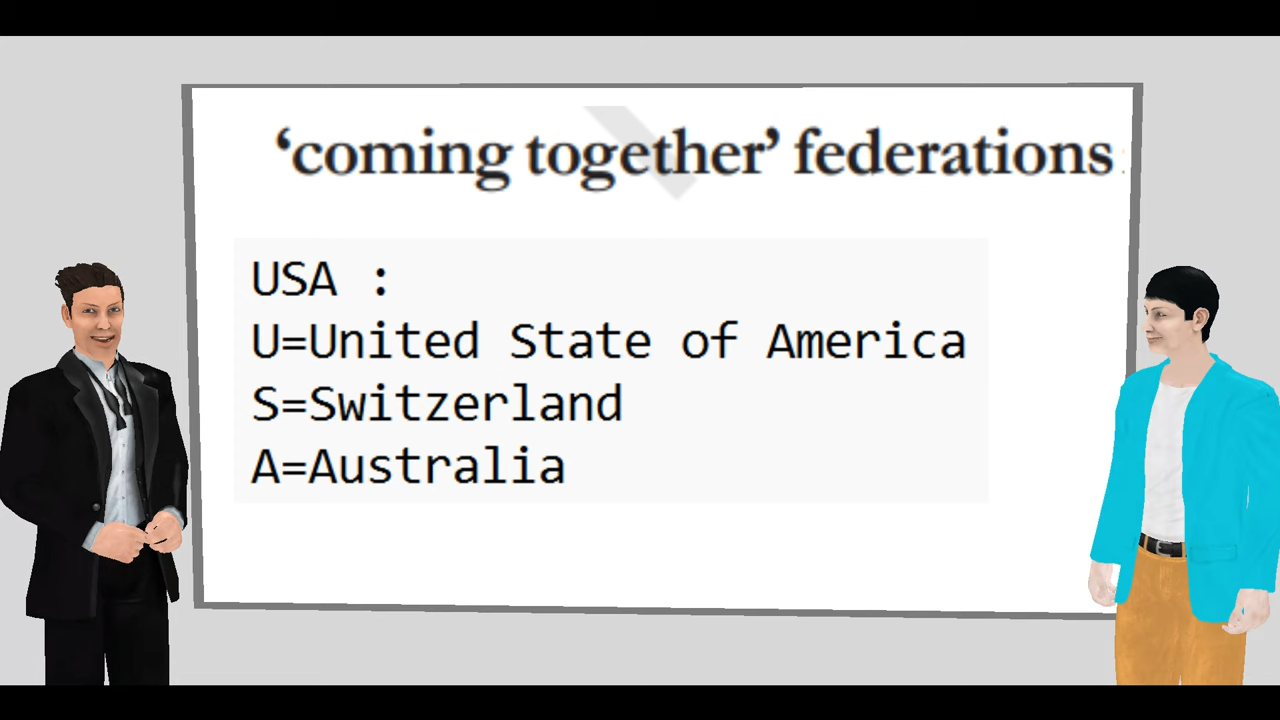 ‘coming together’ federations
USA :
U=United State of America
S=Switzerland
A=Australia